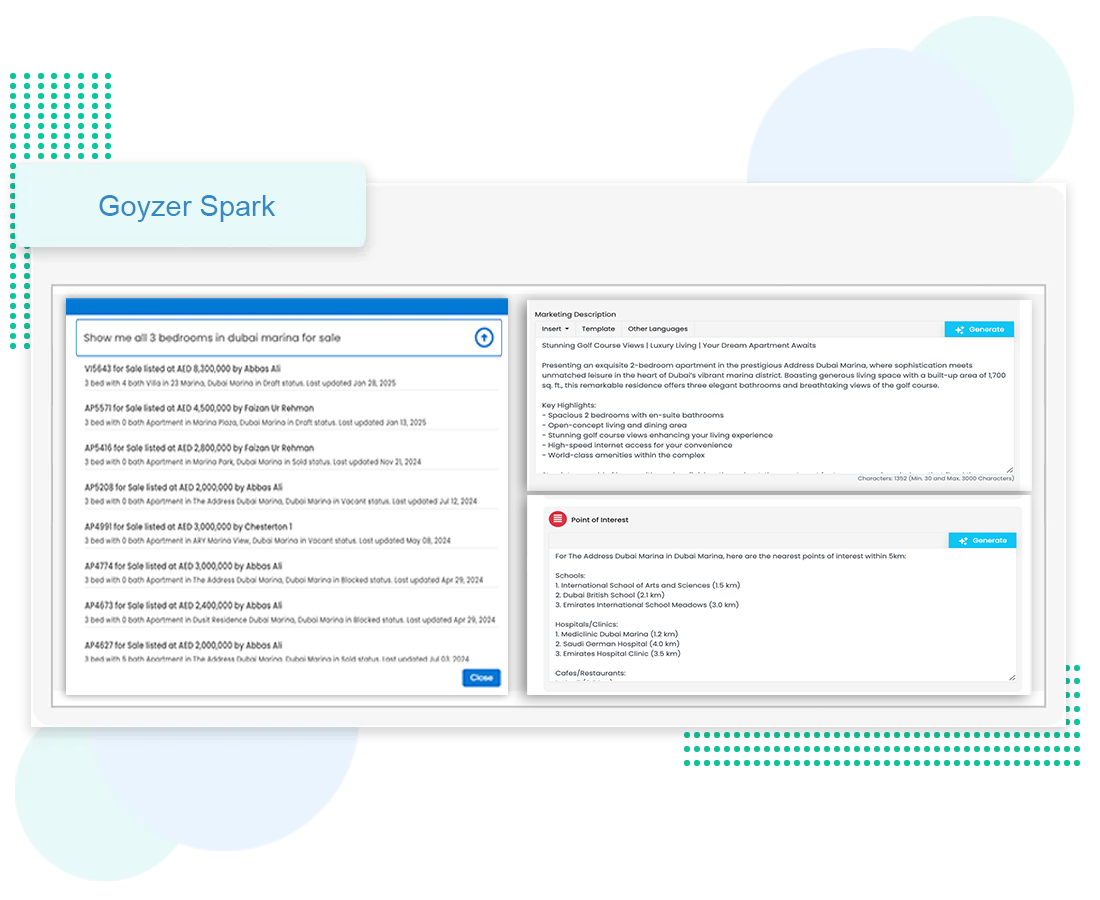 Goyzer Spark
Show me all 3 bedrooms in dubai marina for sale
VI5643 for Sale listed at AED 8,300,000 by Abbas Ali
3 bed with 4 bath Villa in 23 Marina, Dubai Marina in Draft status. Last updated Jan 28, 2025
AP5571 for Sale listed at AED 4,500,000 by Faizan Ur Rehman
3 bed with 0 bath Apartment in Marina Plaza, Dubai Marina in Draft status. Last updated Jan 13, 2025
AP5416 for Sale listed at AED 2,800,000 by Faizan Ur Rehman
3 bed with 0 bath Apartment in Marina Park, Dubai Marina in Sold status. Last updated Nov 21, 2024
AP5208 for Sale listed at AED 2,000,000 by Abbas Ali
3 bed with 0 bath Apartment in The Address Dubai Marina, Dubai Marina in Vacant status. Last updated Jul 12, 2024
AP4991 for Sale listed at AED 3,000,000 by Chesterton 1
3 bed with 0 bath Apartment in ARY Marina View, Dubai Marina in Vacant status. Last updated May 08, 2024
AP4774 for Sale listed at AED 3,000,000 by Abbas Ali
3 bed with 0 bath Apartment in The Address Dubai Marina, Dubai Marina in Blocked status. Last updated Apr 29, 2024
AP4673 for Sale listed at AED 2,400,000 by Abbas Ali
3 bed with 0 bath Apartment in Dusit Residence Dubai Marina, Dubai Marina in Blocked status. Last updated Apr 29, 2024
AP4627 for Sale listed at AED 2,000,000 by Abbas Ali
3 bed with 5 bath Apartment in The Address Dubai Marina, Dubai Marina in Sold status. Last updated Jul 03, 2024
Close
Marketing Description
Insert Template Other Languages
Generate
Stunning Golf Course Views | Luxury Living | Your Dream Apartment Awaits
Presenting an exquisite 2-bedroom apartment in the prestigious Address Dubai Marina, where sophistication meets
unmatched leisure in the heart of Dubai's vibrant marina district. Boasting generous living space with a built-up area of 1,700
sq. ft., this remarkable residence offers three elegant bathrooms and breathtaking views of the golf course.
Key Highlights:
- Spacious 2 bedrooms with en-suite bathrooms
- Open-concept living and dining area
- Stunning golf course views enhancing your living experience
- High-speed internet access for your convenience
- World-class amenities within the complex
Characters: 1352 (Min. 30 and Max. 3000 Characters)
Point of Interest
Generate
For The Address Dubai Marina in Dubai Marina, here are the nearest points of interest within 5km:
Schools:
1. International School of Arts and Sciences (1.5 km)
2. Dubai British School (2.1 km)
3. Emirates International School Meadows (3.0 km)
Hospitals/Clinics:
1. Mediclinic Dubai Marina (1.2 km)
2. Saudi German Hospital (4.0 km)
3. Emirates Hospital Clinic (3.5 km)
Cafes/Restaurants: